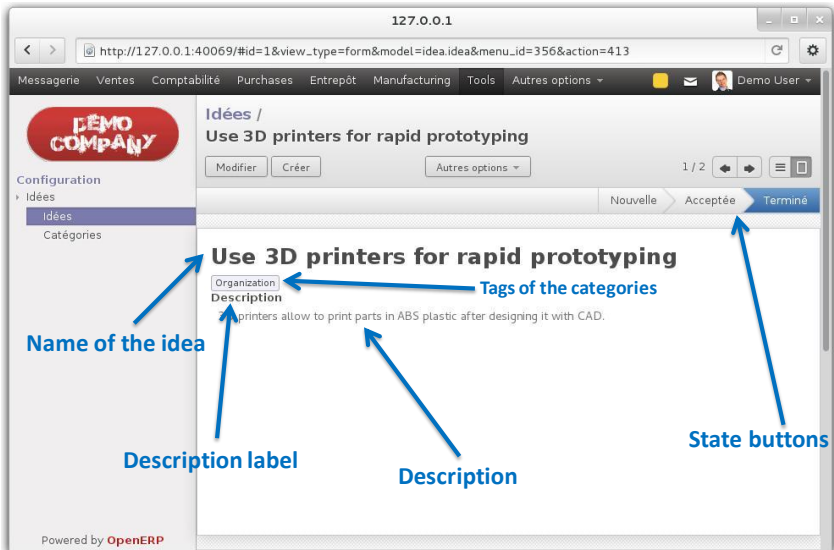 127.0.0.1
http://127.0.0.1:40069/#id=1&view_type=form&model=idea.idea&menu_id=356&action=413
Messagerie Ventes Comptabilité Purchases Entrepôt Manufacturing Tools Autres options Demo User
DEMO
COMPANY
Idées /
Use 3D printers for rapid prototyping
Modifier Créer Autres options 1 / 2
Configuration
Idées
Nouvelle Acceptée Terminé
Idées
Catégories
Use 3D printers for rapid prototyping
Organization
Tags of the categories
Description
printers allow to print parts in ABS plastic after designing it with CAD.
Name of the idea
State buttons
Description label
Description
Powered by OpenERP